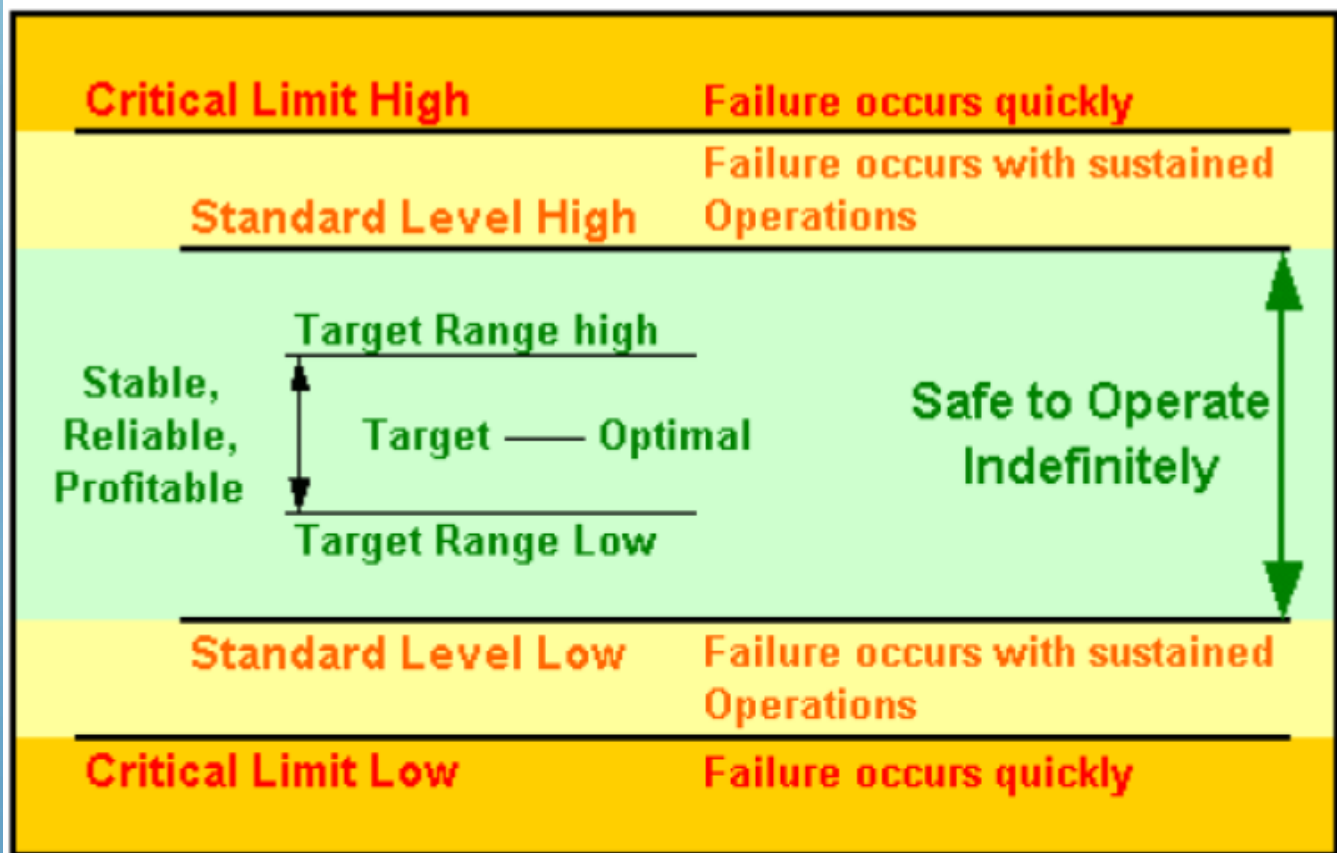 Critical Limit High Failure occurs quickly
Failure occurs with sustained
Standard Level High Operations
Target Range high
Stable,
Reliable,
Profitable
Target Optimal
Safe to Operate
Indefinitely
Target Range Low
Standard Level Low Failure occurs with sustained
Operations
Critical Limit Low Failure occurs quickly